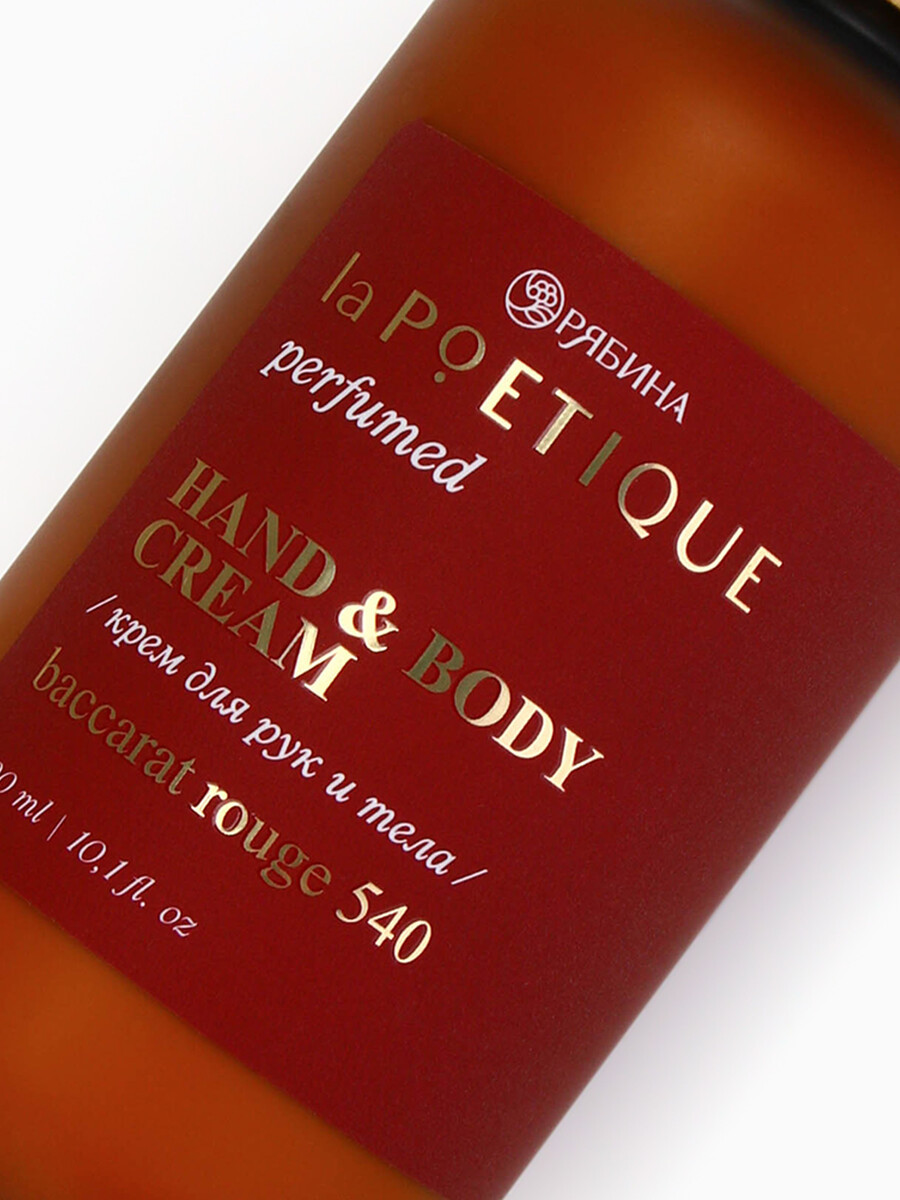 РЯБИНА
la POETIQUE
perfumed
HAND & BODY
CREAM
/ крем для рук и тела /
baccarat rouge 540
ml | 10,1 fl. oz